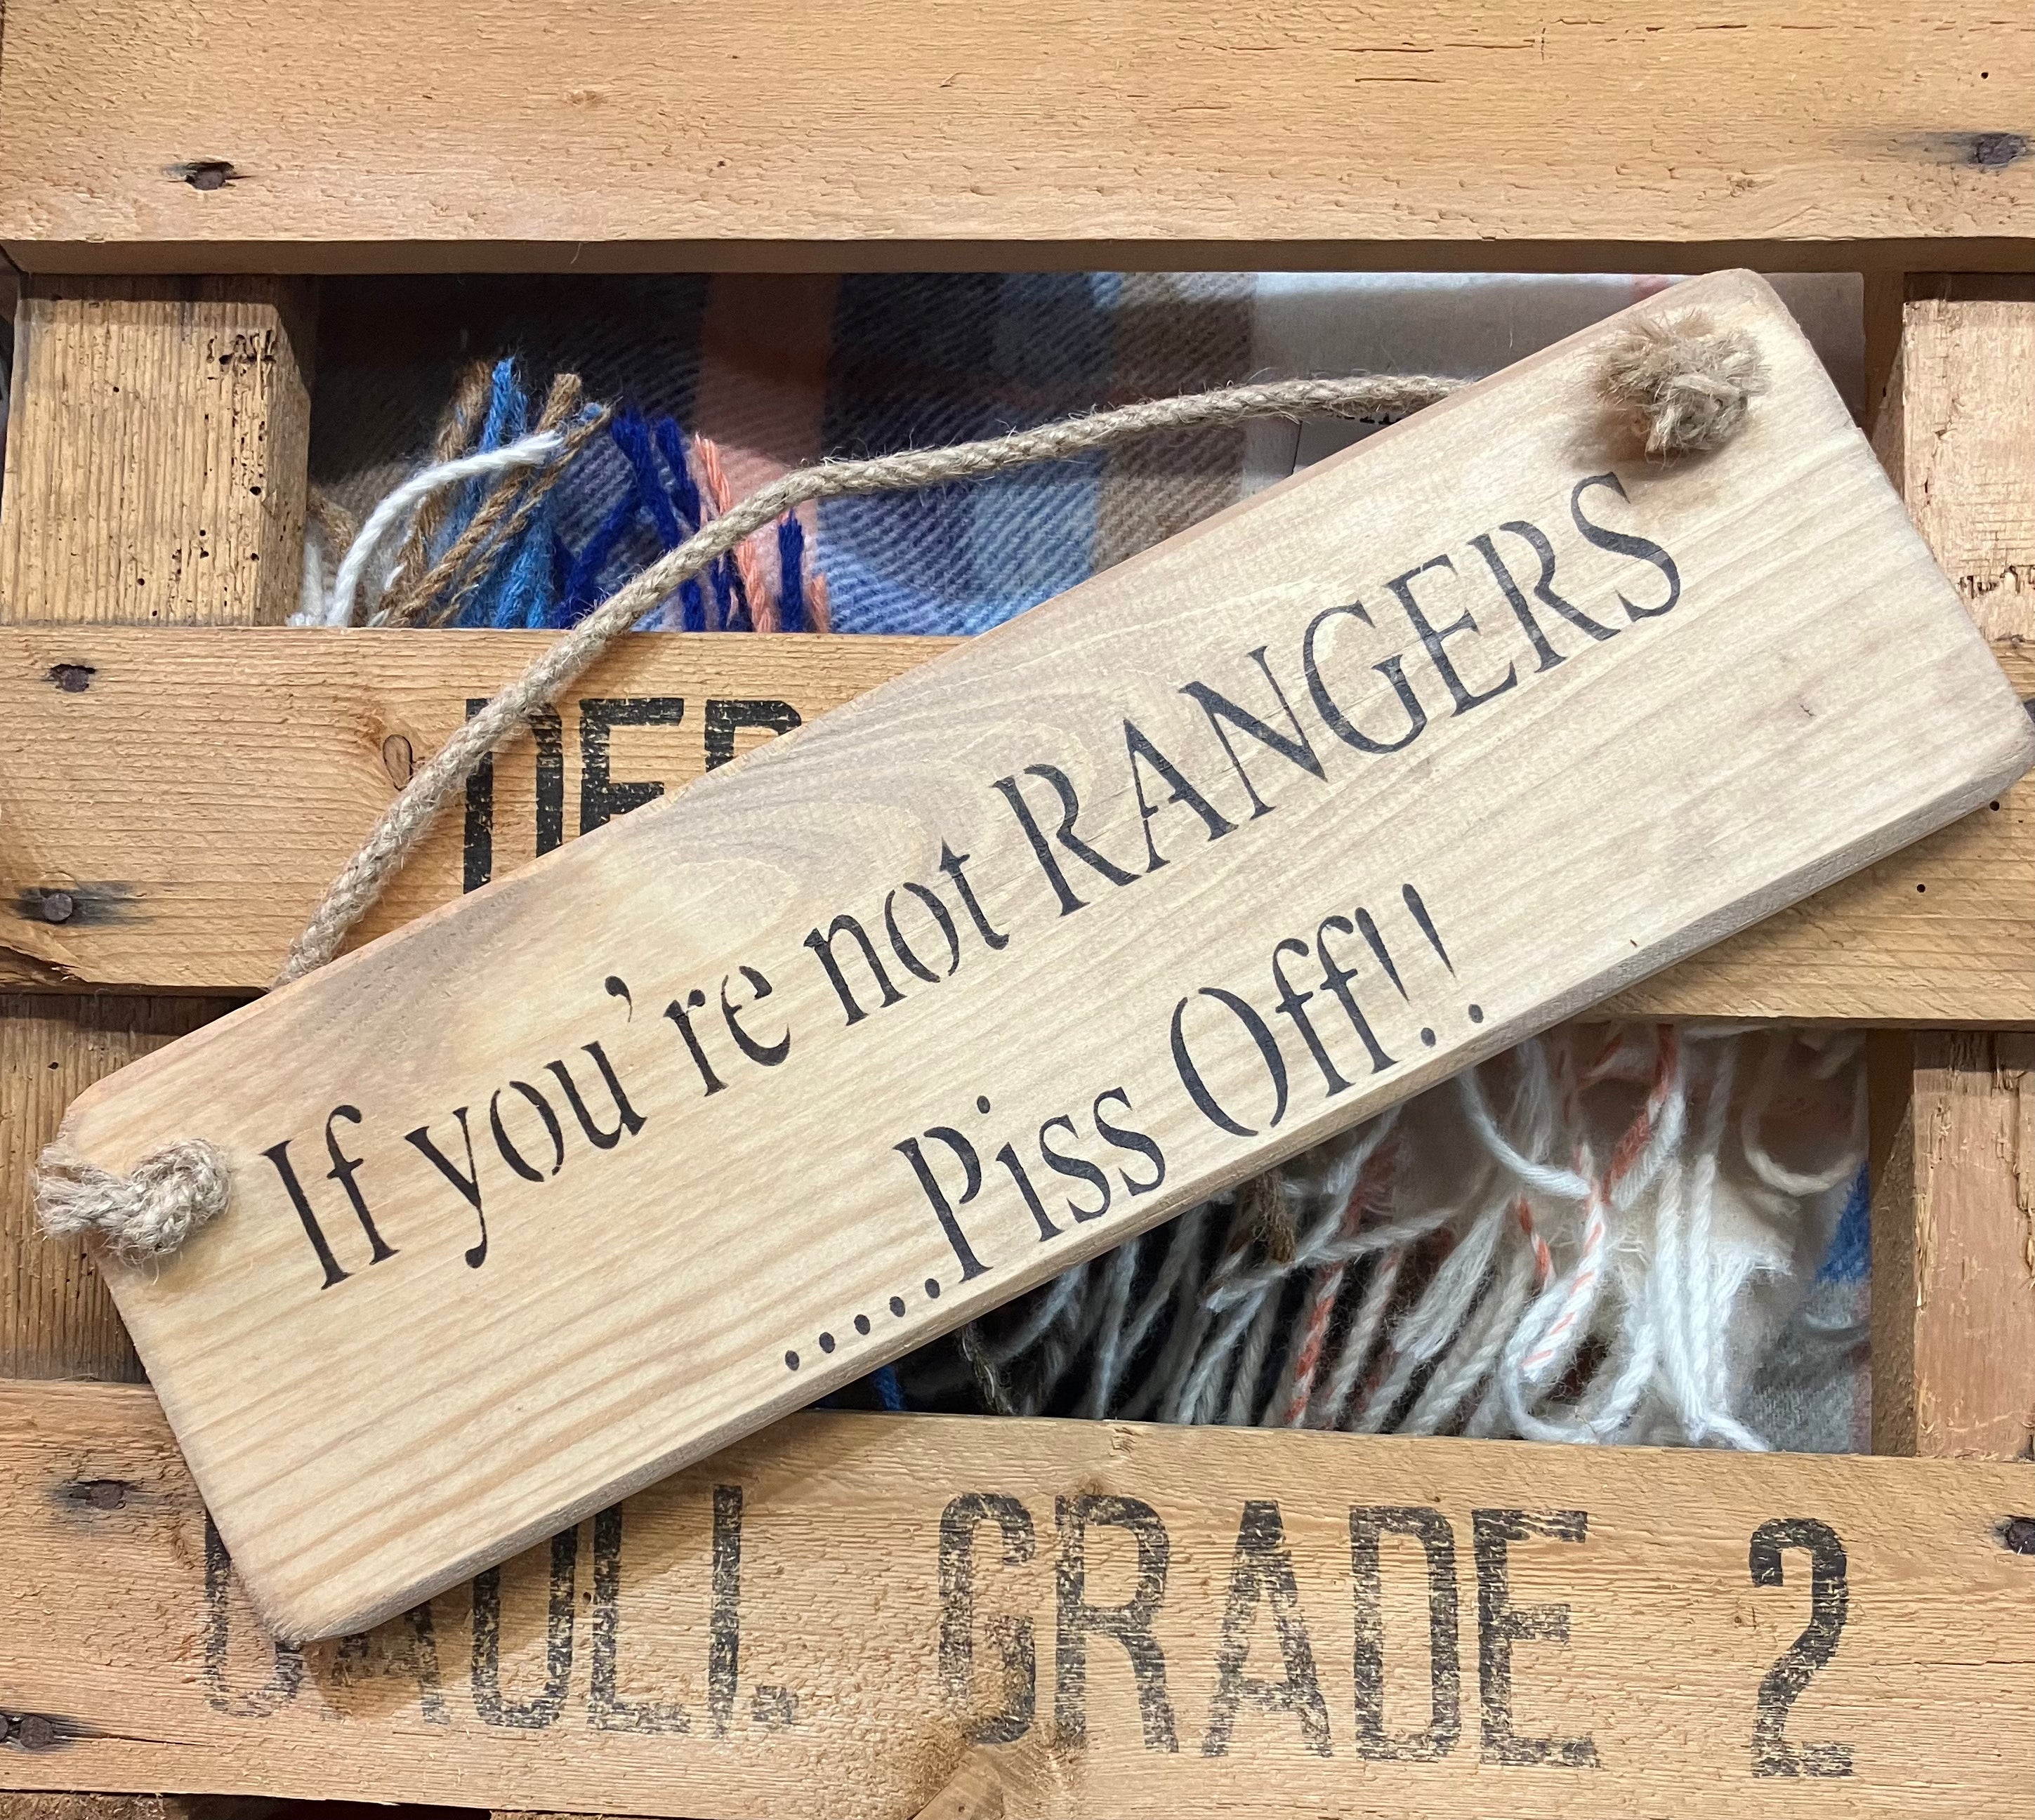 If you're not RANGERS
.....Piss Off!!
GRADE 2